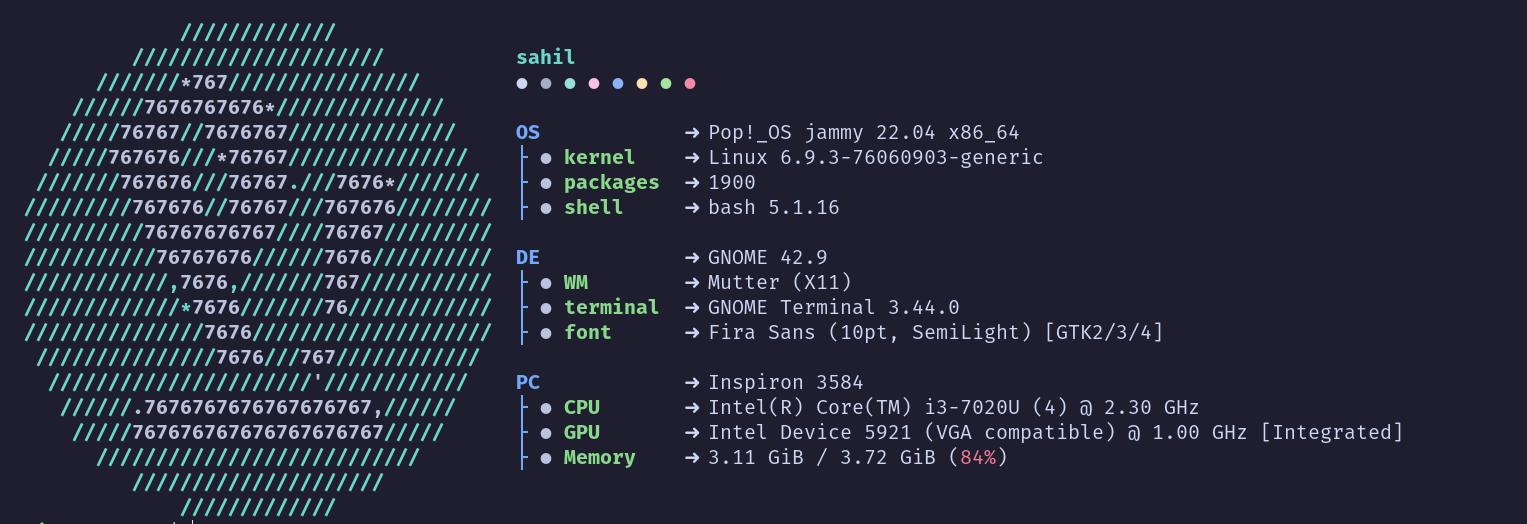 /////////////
/////////////////////
///////*767////////////////
//////7676767676*//////////////
/////76767//7676767//////////////
/////767676///*76767///////////////
///////767676///76767.///7676*///////
/////////767676//76767///767676////////
//////////76767676767////76767/////////
///////////76767676//////7676//////////
////////////,7676,///////767///////////
/////////////*7676///////76////////////
///////////////7676////////////////////
///////////////7676///767////////////
//////////////////////'////////////
//////.7676767676767676767,//////
/////767676767676767676767/////
///////////////////////////
/////////////////////
/////////////
sahil
OS ➜ Pop!_OS jammy 22.04 x86_64
├ ● kernel ➜ Linux 6.9.3-76060903-generic
├ ● packages ➜ 1900
├ ● shell ➜ bash 5.1.16
DE ➜ GNOME 42.9
├ ● WM ➜ Mutter (X11)
├ ● terminal ➜ GNOME Terminal 3.44.0
├ ● font ➜ Fira Sans (10pt, SemiLight) [GTK2/3/4]
PC ➜ Inspiron 3584
├ ● CPU ➜ Intel(R) Core(TM) i3-7020U (4) @ 2.30 GHz
├ ● GPU ➜ Intel Device 5921 (VGA compatible) @ 1.00 GHz [Integrated]
├ ● Memory ➜ 3.11 GiB / 3.72 GiB (84%)